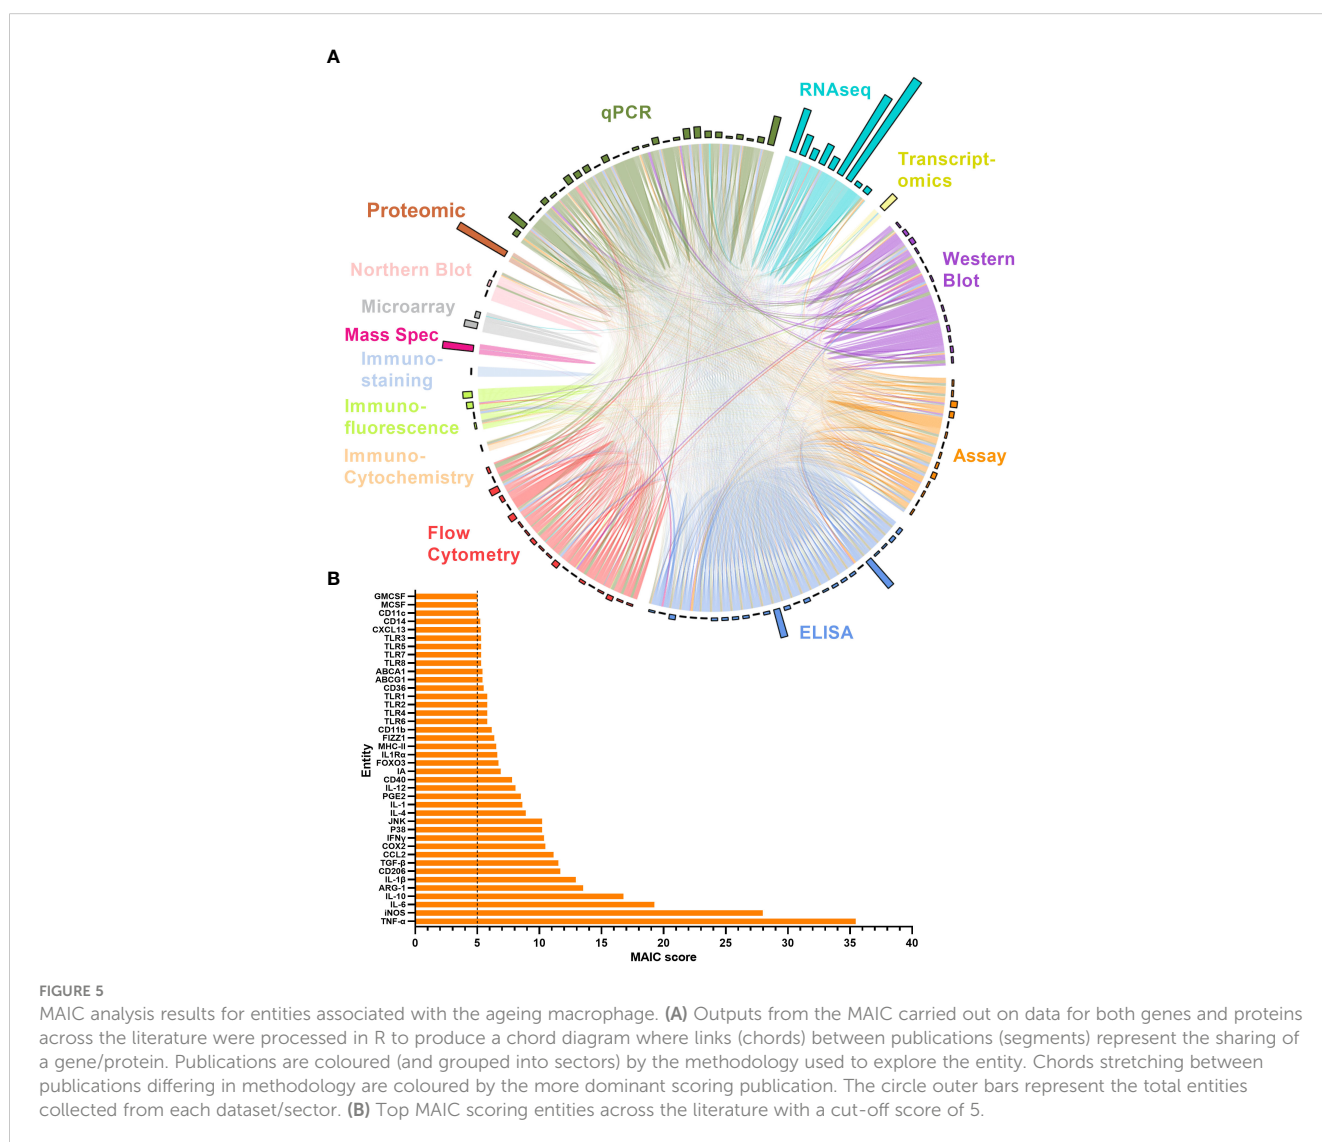 A
RNAseq
qPCR
Transcript-
omics
Proteomic
Western
Blot
Northern Blot
Microarray
Mass Spec
Immuno-
staining
Immuno-
fluorescence
Immuno-
Cytochemistry
Assay
Flow
Cytometry
ELISA
B
Entity
GMCSF
MCSF
CD11c
CD14
CXCL13
TLR3
TLR5
TLR7
TLR8
ABCA1
ABCG1
CD36
TLR1
TLR2
TLR4
TLR6
CD11b
FIZZ1
MHC-II
IL1Rα
FOXO3
IA
CD40
IL-12
PGE2
IL-1
IL-4
JNK
P38
IFNγ
COX2
CCL2
TGF-β
CD206
IL-1β
ARG-1
IL-10
IL-6
iNOS
TNF-α
0 5 10 15 20 25 30 35 40
MAIC score
FIGURE 5
MAIC analysis results for entities associated with the ageing macrophage. (A) Outputs from the MAIC carried out on data for both genes and proteins
across the literature were processed in R to produce a chord diagram where links (chords) between publications (segments) represent the sharing of
a gene/protein. Publications are coloured (and grouped into sectors) by the methodology used to explore the entity. Chords stretching between
publications differing in methodology are coloured by the more dominant scoring publication. The circle outer bars represent the total entities
collected from each dataset/sector. (B) Top MAIC scoring entities across the literature with a cut-off score of 5.